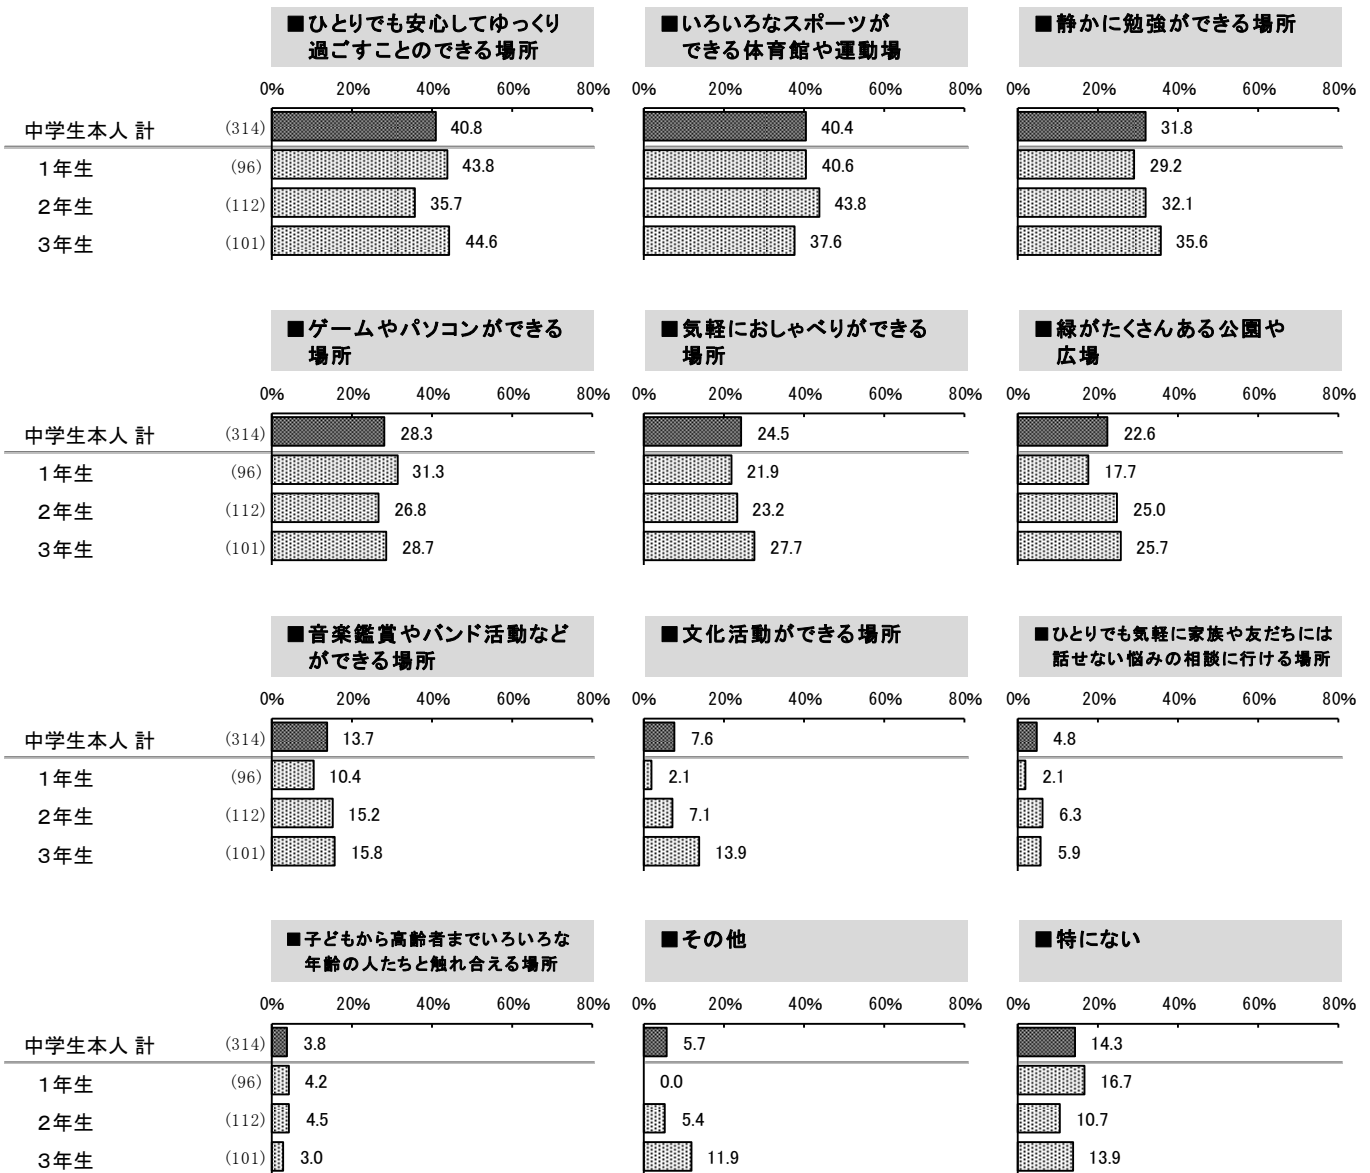 ■ひとりでも安心してゆっくり
過ごすことのできる場所
■いろいろなスポーツが
できる体育館や運動場
■静かに勉強ができる場所
0% 20% 40% 60% 80% 0% 20% 40% 60% 80% 0% 20% 40% 60% 80%
中学生本人 計 (314) 40.8 40.4 31.8
1年生 (96) 43.8 40.6 29.2
2年生 (112) 35.7 43.8 32.1
3年生 (101) 44.6 37.6 35.6
■ゲームやパソコンができる
場所
■気軽におしゃべりができる
場所
■緑がたくさんある公園や
広場
0% 20% 40% 60% 80% 0% 20% 40% 60% 80% 0% 20% 40% 60% 80%
中学生本人 計 (314) 28.3 24.5 22.6
1年生 (96) 31.3 21.9 17.7
2年生 (112) 26.8 23.2 25.0
3年生 (101) 28.7 27.7 25.7
■音楽鑑賞やバンド活動など
ができる場所
■文化活動ができる場所
■ひとりでも気軽に家族や友だちには
話せない悩みの相談に行ける場所
0% 20% 40% 60% 80% 0% 20% 40% 60% 80% 0% 20% 40% 60% 80%
中学生本人 計 (314) 13.7 7.6 4.8
1年生 (96) 10.4 2.1 2.1
2年生 (112) 15.2 7.1 6.3
3年生 (101) 15.8 13.9 5.9
■子どもから高齢者までいろいろな
年齢の人たちと触れ合える場所
■その他
■特にない
0% 20% 40% 60% 80% 0% 20% 40% 60% 80% 0% 20% 40% 60% 80%
中学生本人 計 (314) 3.8 5.7 14.3
1年生 (96) 4.2 0.0 16.7
2年生 (112) 4.5 5.4 10.7
3年生 (101) 3.0 11.9 13.9